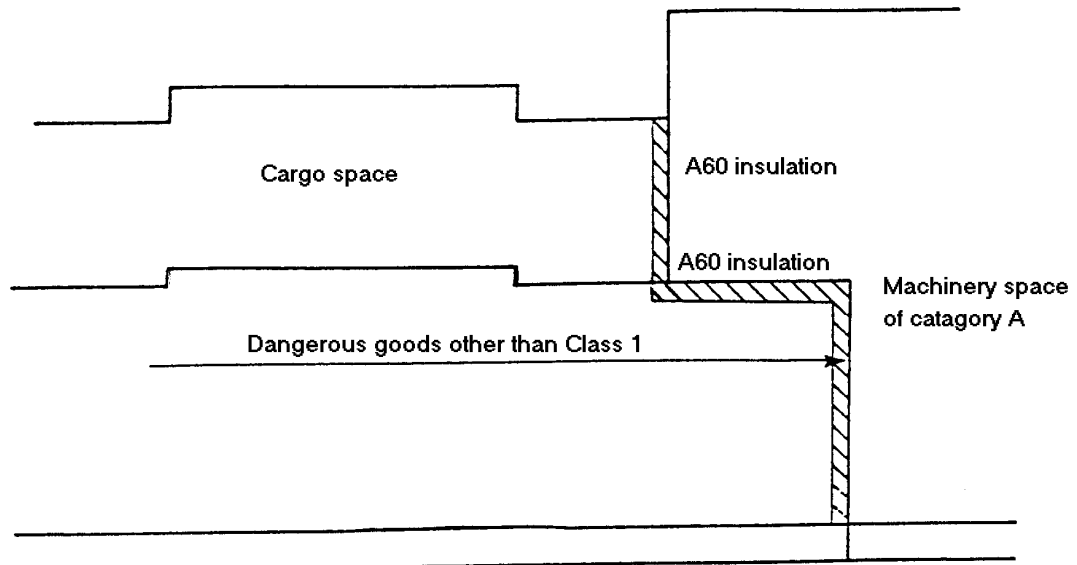 Cargo space
A60 insulation
A60 insulation
Machinery space
of catagory A
Dangerous goods other than Class 1